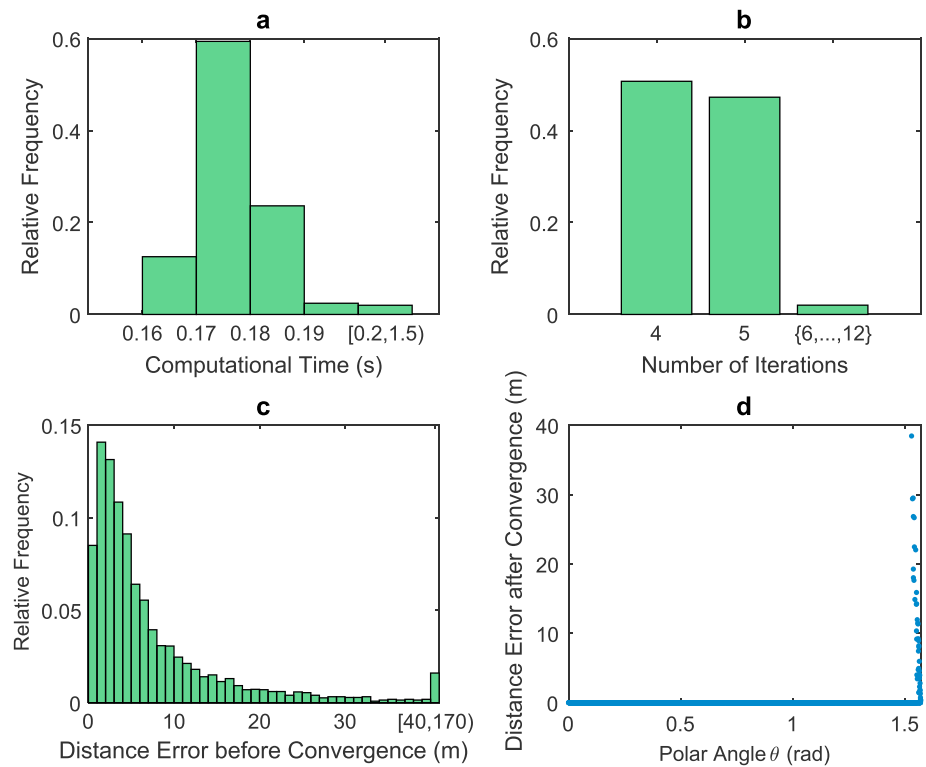 a
0.6
0.4
0.2
0
Relative Frequency
0.16 0.17 0.18 0.19 [0.2,1.5)
Computational Time (s)
b
0.6
0.4
0.2
0
Relative Frequency
4 5 {6,...,12}
Number of Iterations
c
0.15
0.1
0.05
0
Relative Frequency
0 10 20 30 [40,170)
Distance Error before Convergence (m)
d
40
30
20
10
0
Distance Error after Convergence (m)
0 0.5 1 1.5
Polar Angle θ (rad)